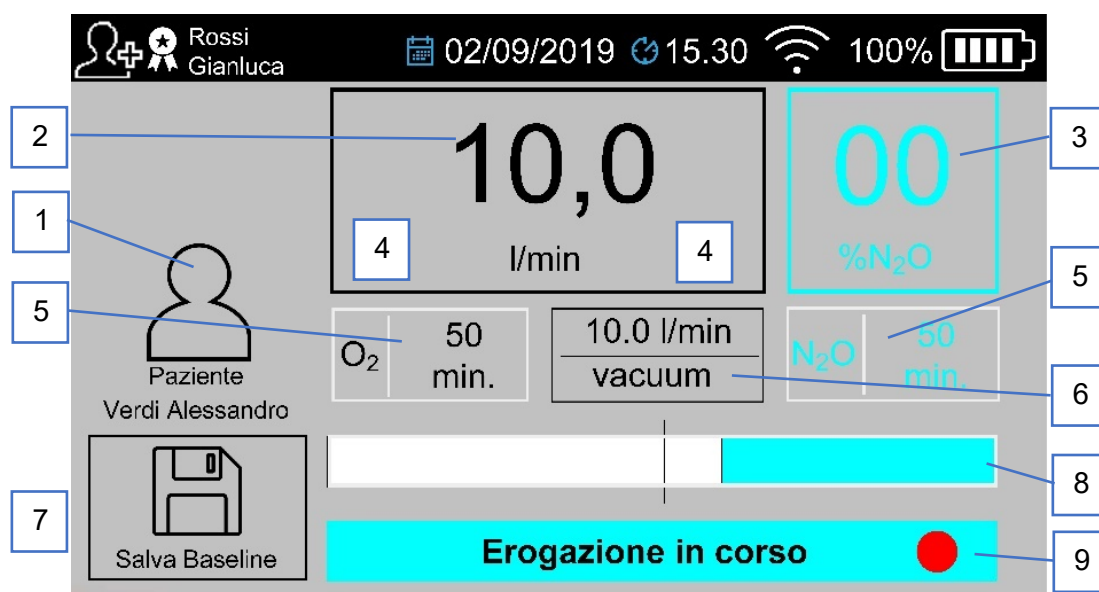 Rossi
Gianluca
02/09/2019 15.30 100%
2
10,0
00
3
1
4
l/min
4
%N₂O
5
5
O₂
50
min.
10.0 l/min
vacuum
N₂O
50
min.
6
Paziente
Verdi Alessandro
8
7
Salva Baseline
Erogazione in corso
9